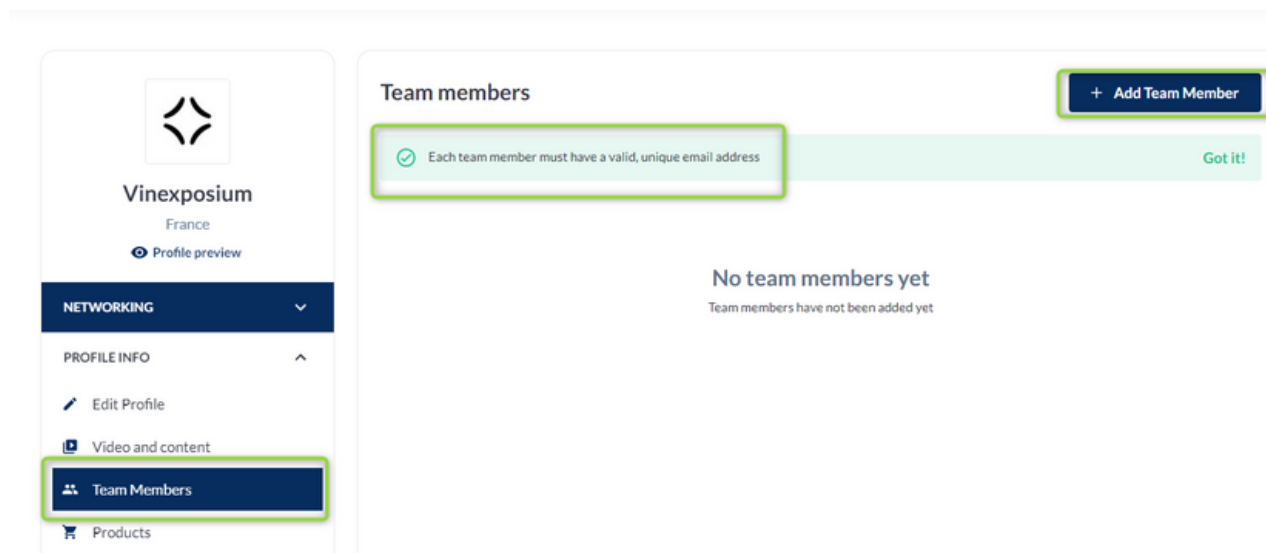 Vinexposium
France
Profile preview
NETWORKING
PROFILE INFO
Edit Profile
Video and content
Team Members
Products
Team members
+ Add Team Member
Each team member must have a valid, unique email address
Got it!
No team members yet
Team members have not been added yet